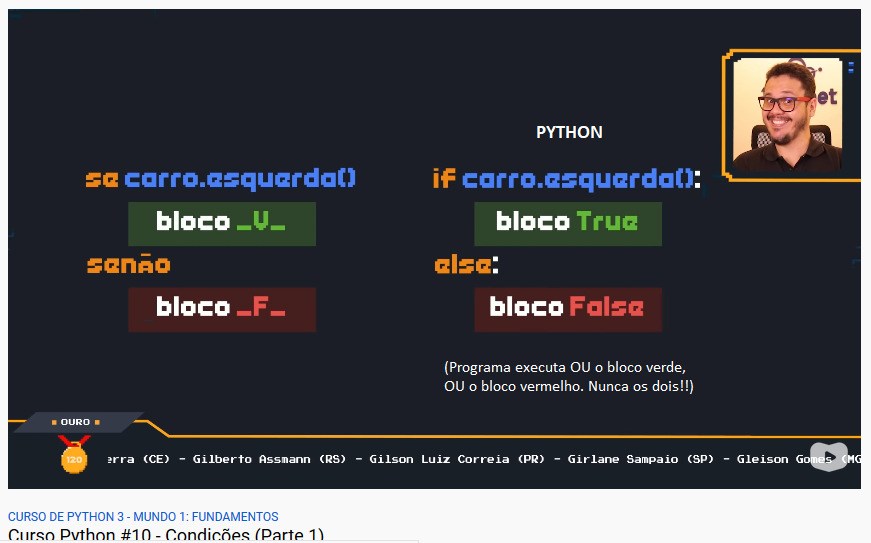 PYTHON
se carro.esquerda()
bloco _V_
senão
bloco _F_
if carro.esquerda():
bloco True
else:
bloco False
(Programa executa OU o bloco verde,
OU o bloco vermelho. Nunca os dois!!)
OURO
120
erra (CE) - Gilberto Assmann (RS) - Gilson Luiz Correia (PR) - Girlane Sampaio (SP) - Gleison Gomes (MG
CURSO DE PYTHON 3 - MUNDO 1: FUNDAMENTOS
Curso Python #10 - Condições (Parte 1)